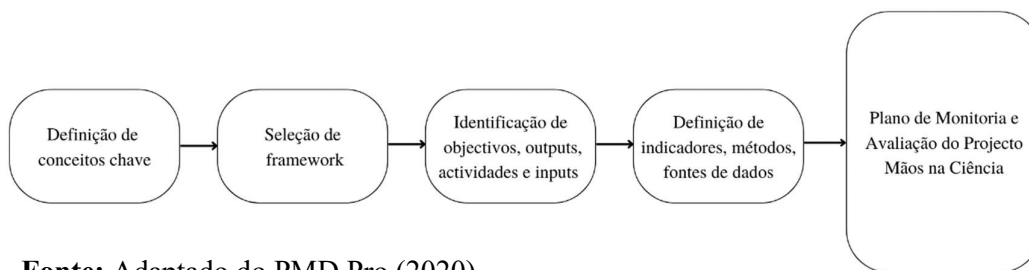 Definição de
conceitos chave
Seleção de
framework
Identificação de
objectivos, outputs,
actividades e inputs
Definição de
indicadores, métodos,
fontes de dados
Plano de Monitoria e
Avaliação do Projecto
Mãos na Ciência
Fonte: Adaptado de PMD Pro (2020)